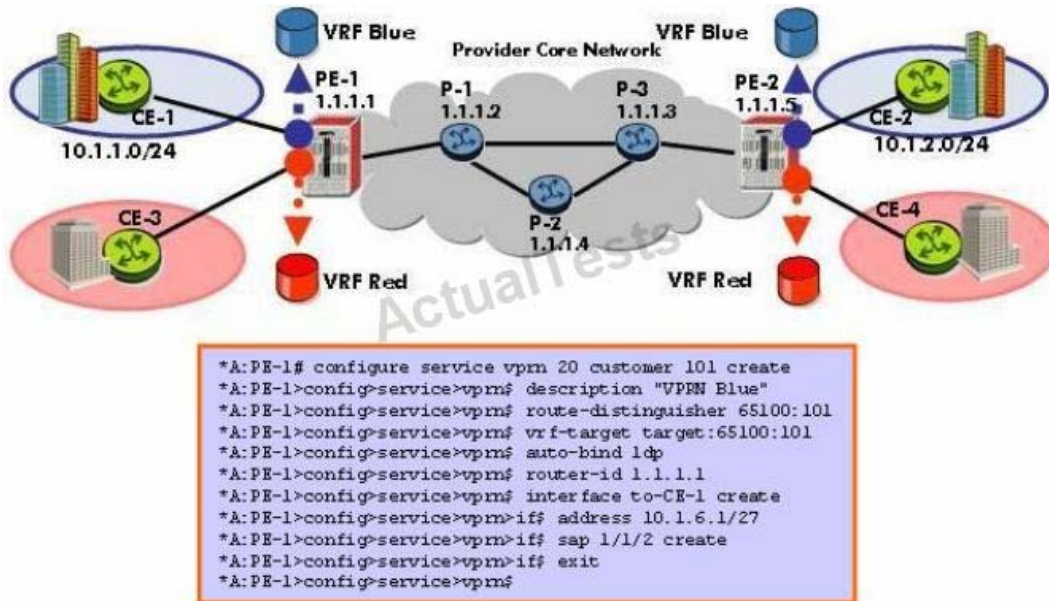 VRF Blue
VRF Blue
Provider Core Network
PE-1
1.1.1.1
P-1
1.1.1.2
P-3
1.1.1.3
PE-2
1.1.1.5
CE-1
10.1.1.0/24
CE-2
10.1.2.0/24
P-2
1.1.1.4
CE-3
CE-4
VRF Red
VRF Red
ActualTests
*A:PE-1# configure service vprn 20 customer 101 create
*A:PE-1>config>service>vprn$ description "VPRN Blue"
*A:PE-1>config>service>vprn$ route-distinguisher 65100:101
*A:PE-1>config>service>vprn$ vrf-target target:65100:101
*A:PE-1>config>service>vprn$ auto-bind ldp
*A:PE-1>config>service>vprn$ router-id 1.1.1.1
*A:PE-1>config>service>vprn$ interface to-CE-1 create
*A:PE-1>config>service>vprn>if$ address 10.1.6.1/27
*A:PE-1>config>service>vprn>if$ sap 1/1/2 create
*A:PE-1>config>service>vprn>if$ exit
*A:PE-1>config>service>vprn$